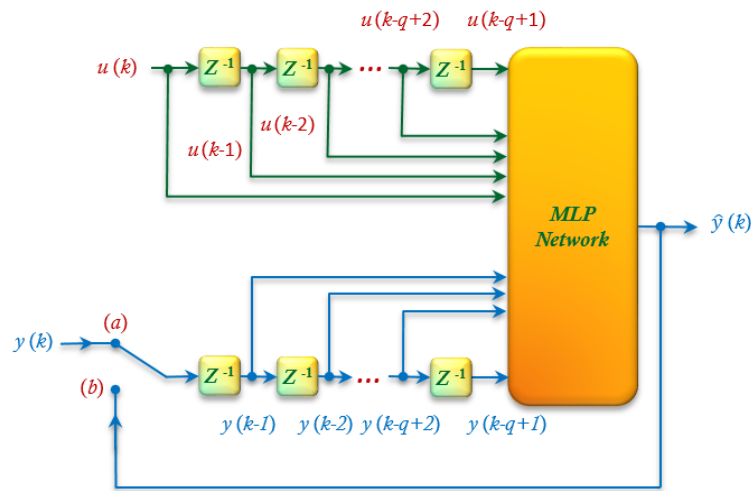 u(k-q+2) u(k-q+1)
u(k) Z⁻¹ Z⁻¹ ... Z⁻¹
u(k-2)
u(k-1)
MLP
Network
ŷ(k)
(a)
y(k)
(b) Z⁻¹ Z⁻¹ ... Z⁻¹
y(k-1) y(k-2) y(k-q+2) y(k-q+1)